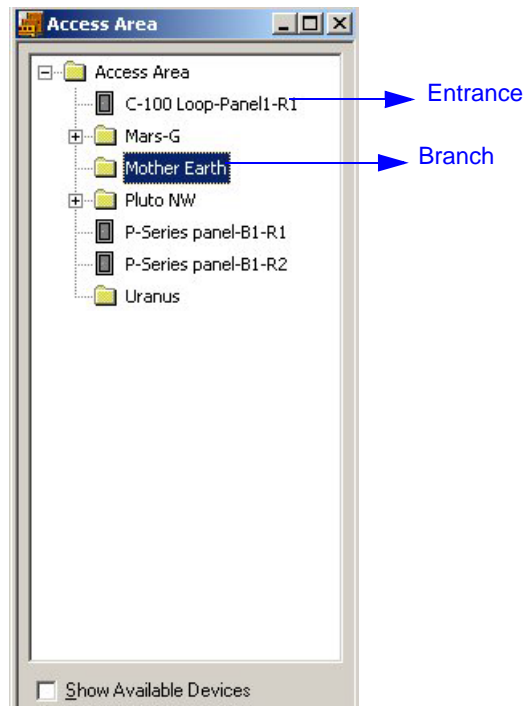 Access Area
Access Area
C-100 Loop-Panel1-R1
Entrance
Mars-G
Mother Earth
Branch
Pluto NW
P-Series panel-B1-R1
P-Series panel-B1-R2
Uranus
Show Available Devices